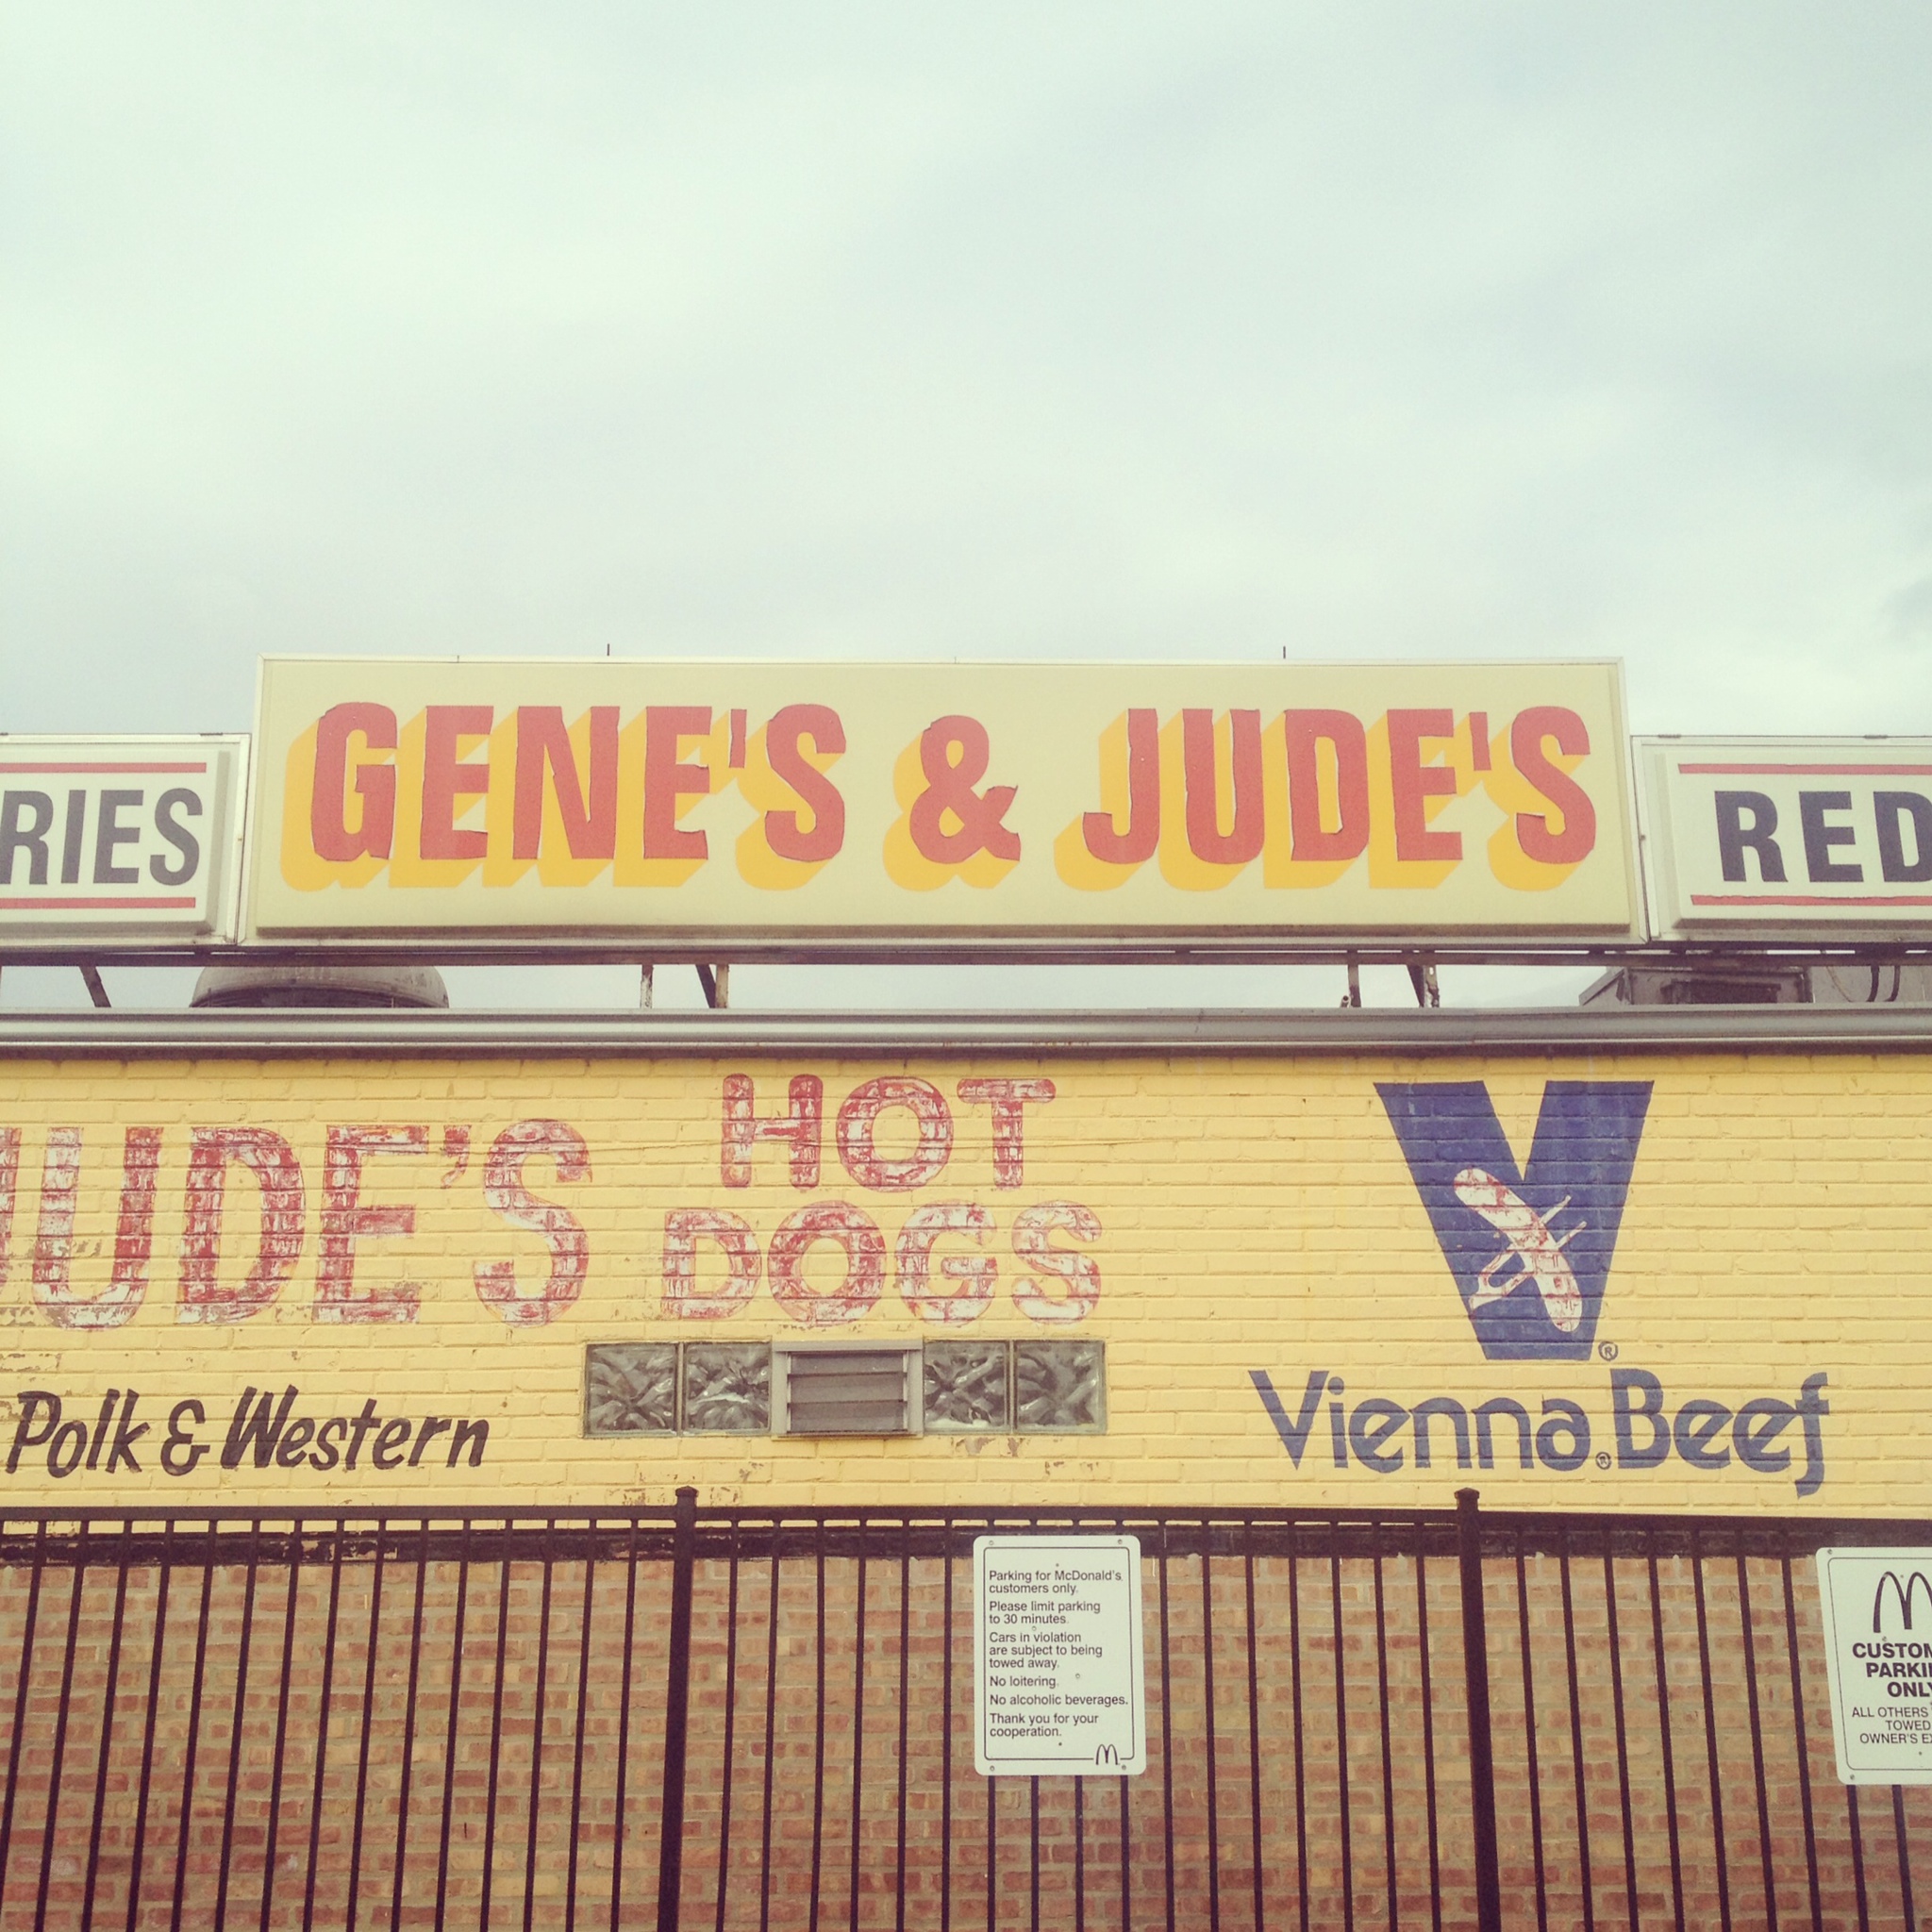 RIES
GENE'S & JUDE'S
RED
JUDE'S
HOT
DOGS
Polk & Western
V
®
Vienna® Beef
Parking for McDonald's
customers only.
Please limit parking
to 30 minutes.
Cars in violation
are subject to being
towed away.
No loitering.
No alcoholic beverages.
Thank you for your
cooperation.
M
M
CUSTOM
PARKI
ONLY
ALL OTHERS
TOWED
OWNER'S E